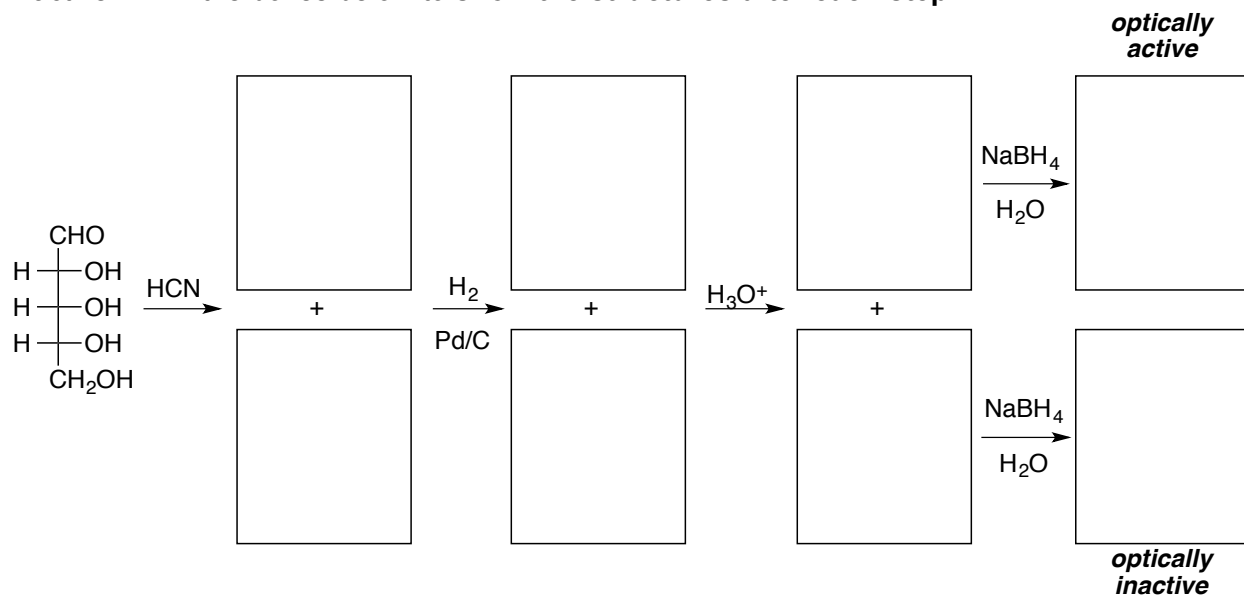 optically
active
NaBH4
H2O
CHO
H OH
H OH
H OH
CH2OH
HCN
+
H2
Pd/C
+
H3O+
+
NaBH4
H2O
optically
inactive